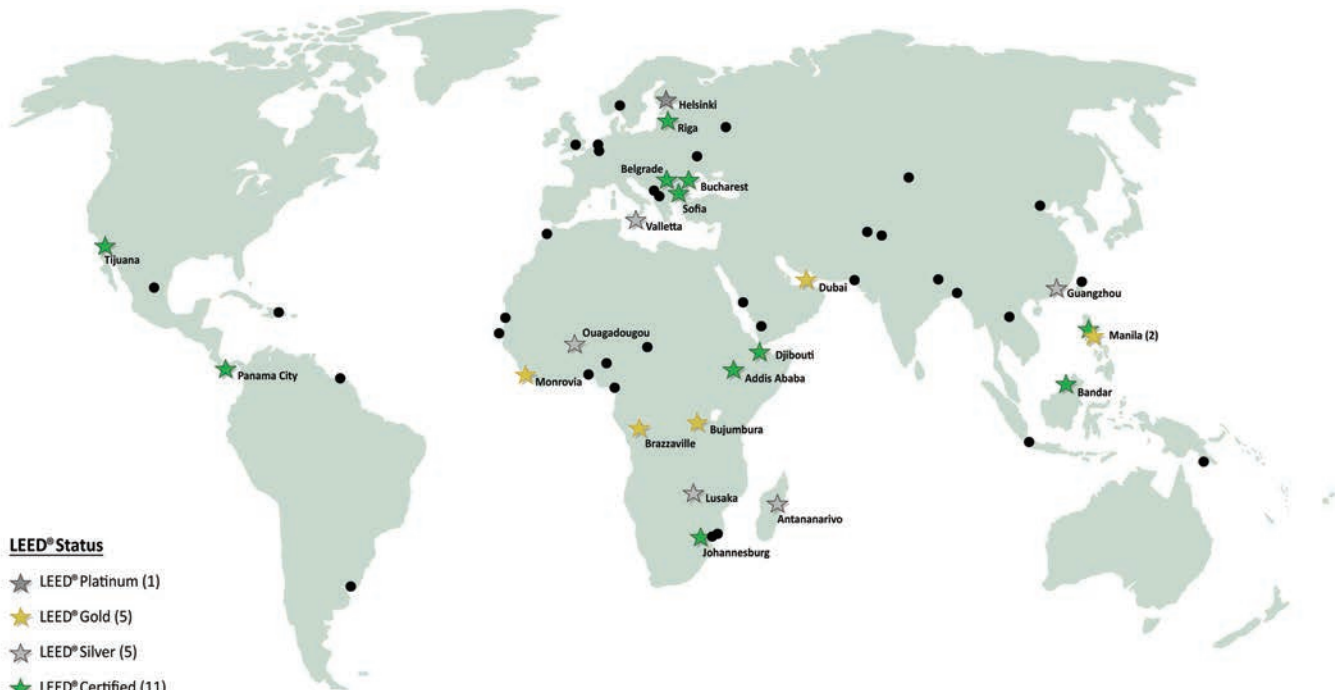 Helsinki
Riga
Belgrade
Bucharest
Sofia
Valletta
Tijuana
Dubai
Guangzhou
Ouagadougou
Manila (2)
Djibouti
Panama City
Addis Ababa
Monrovia
Bandar
Bujumbura
Brazzaville
Lusaka
Antananarivo
Johannesburg
LEED® Status
LEED® Platinum (1)
LEED® Gold (5)
LEED® Silver (5)
LEED® Certified (11)